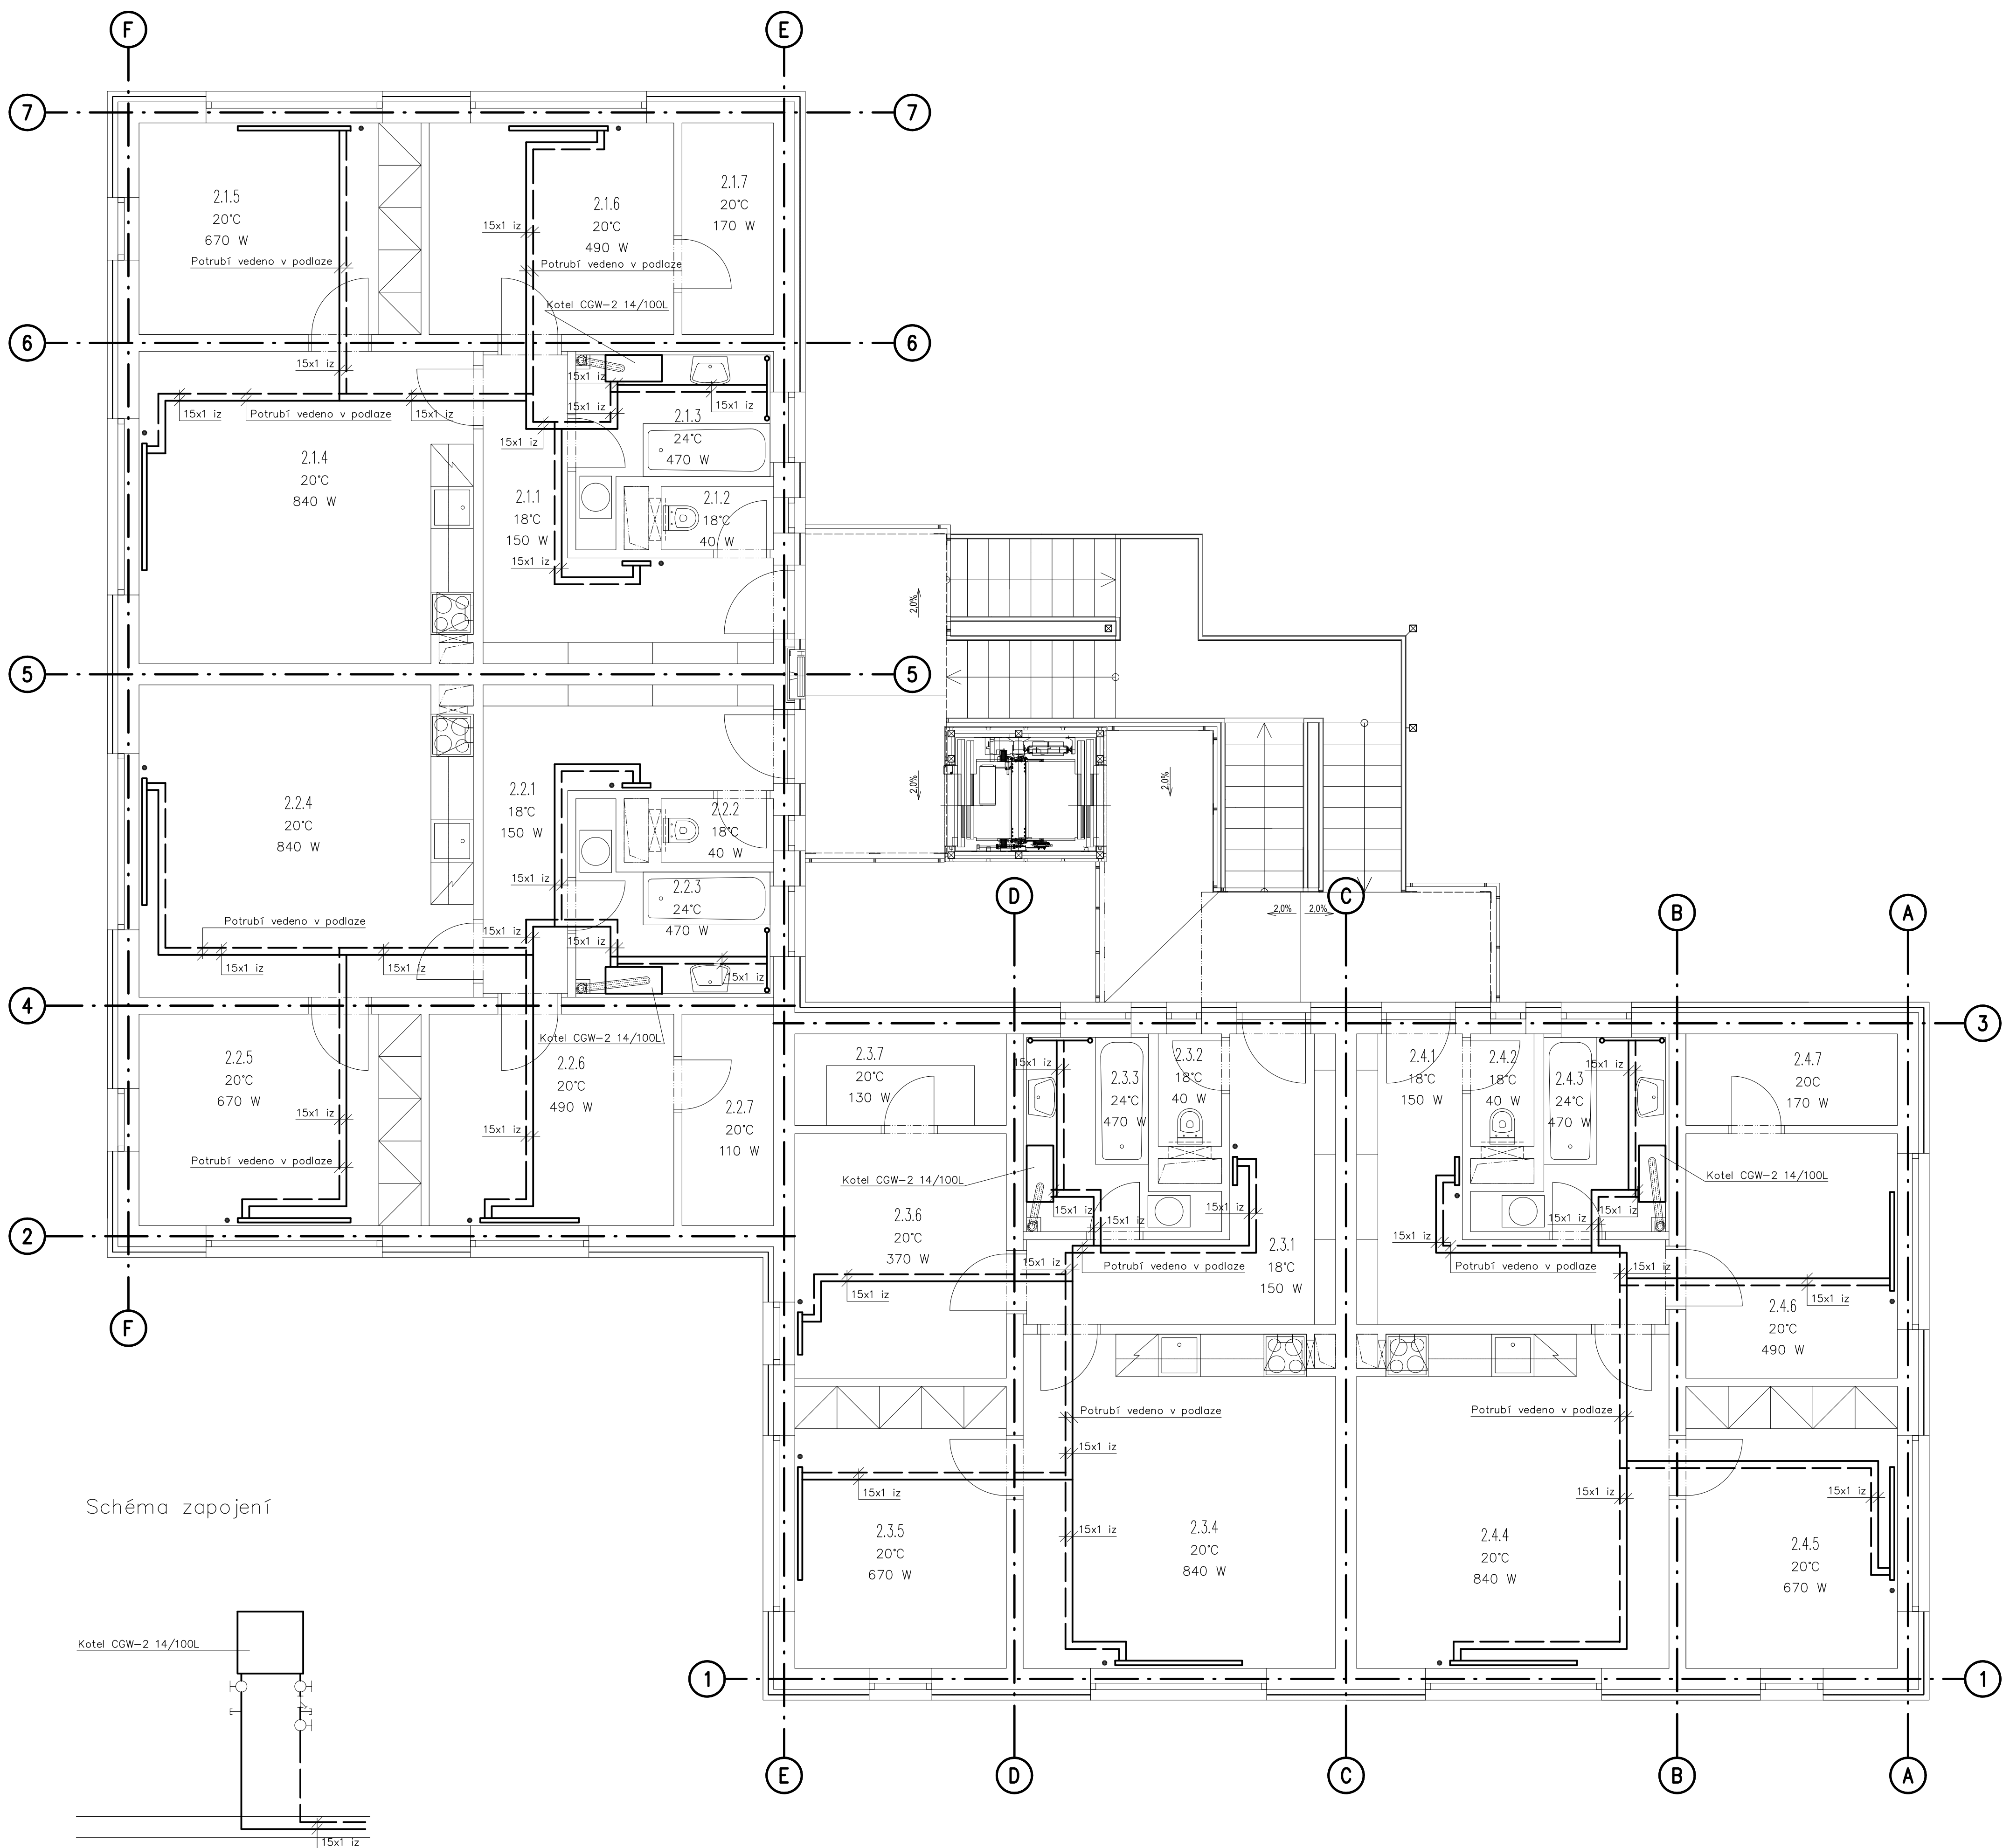 F
E
7
7
2.1.5
20°C
670 W
Potrubí vedeno v podlaze
15x1 iz
2.1.6
20°C
490 W
15x1 iz
Potrubí vedeno v podlaze
Kotel CGW-2 14/100L
2.1.7
20°C
170 W
6
6
15x1 iz
15x1 iz
Potrubí vedeno v podlaze
15x1 iz
15x1 iz
15x1 iz
15x1 iz
15x1 iz
2.1.3
24°C
470 W
2.1.4
20°C
840 W
2.1.1
18°C
150 W
2.1.2
18°C
40 W
15x1 iz
2,0%
5
5
2,0%
2,0%
2.2.4
20°C
840 W
2.2.1
18°C
150 W
2.2.2
18°C
40 W
15x1 iz
2.2.3
24°C
470 W
Potrubí vedeno v podlaze
15x1 iz
15x1 iz
15x1 iz
15x1 iz
15x1 iz
2,0%
2,0%
D
C
B
A
4
3
Kotel CGW-2 14/100L
2.2.5
20°C
670 W
15x1 iz
Potrubí vedeno v podlaze
2.2.6
20°C
490 W
15x1 iz
2.2.7
20°C
110 W
2
F
2.3.7
20°C
130 W
15x1 iz
2.3.3
24°C
470 W
2.3.2
18°C
40 W
2.4.1
18°C
150 W
2.4.2
18°C
40 W
2.4.3
24°C
470 W
15x1 iz
2.4.7
20C
170 W
Kotel CGW-2 14/100L
Kotel CGW-2 14/100L
2.3.6
20°C
370 W
15x1 iz
15x1 iz
15x1 iz
15x1 iz
15x1 iz
15x1 iz
Potrubí vedeno v podlaze
2.3.1
18°C
150 W
15x1 iz
Potrubí vedeno v podlaze
15x1 iz
15x1 iz
15x1 iz
2.4.6
20°C
490 W
Potrubí vedeno v podlaze
15x1 iz
Potrubí vedeno v podlaze
15x1 iz
15x1 iz
15x1 iz
15x1 iz
2.3.5
20°C
670 W
2.3.4
20°C
840 W
2.4.4
20°C
840 W
2.4.5
20°C
670 W
1
1
E
D
C
B
A
Schéma zapojení
Kotel CGW-2 14/100L
15x1 iz